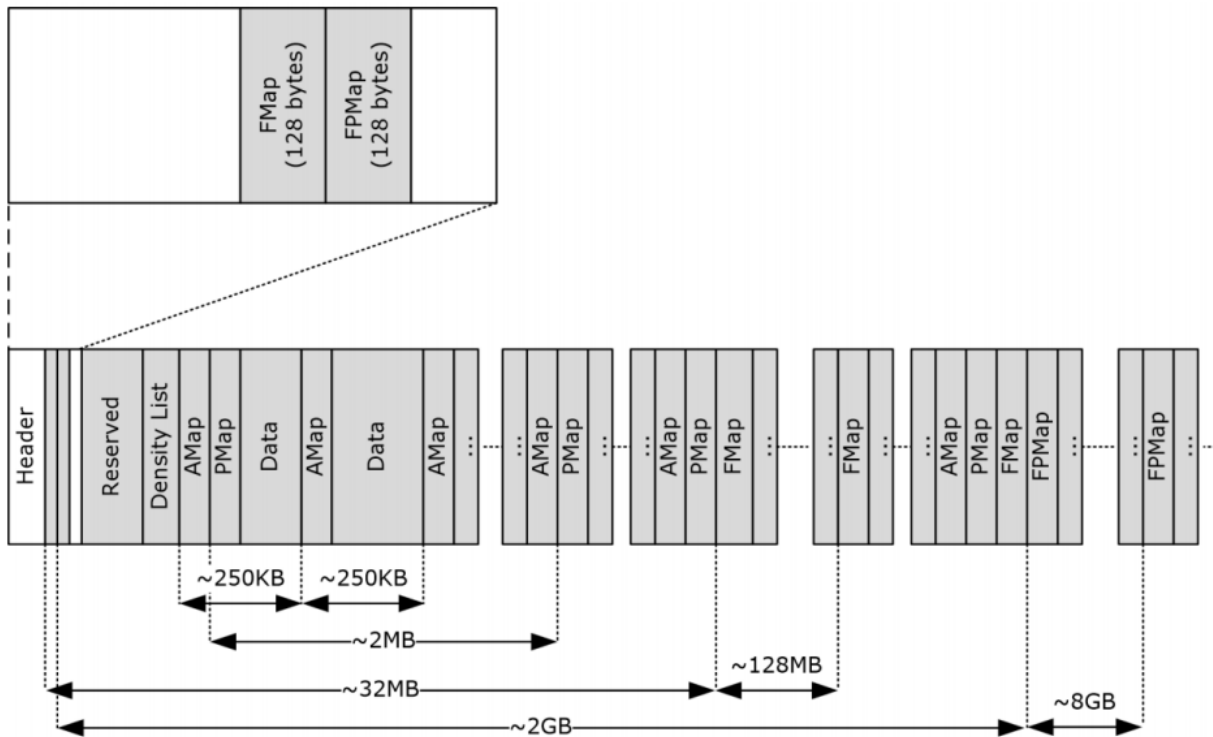 FMap
(128 bytes)
FPMap
(128 bytes)
Header
Reserved
Density List
AMap
PMap
Data
AMap
Data
AMap
...
...
AMap
PMap
...
...
AMap
PMap
FMap
...
...
FMap
...
...
AMap
PMap
FMap
FPMap
...
...
FPMap
...
~250KB
~250KB
~2MB
~128MB
~32MB
~8GB
~2GB